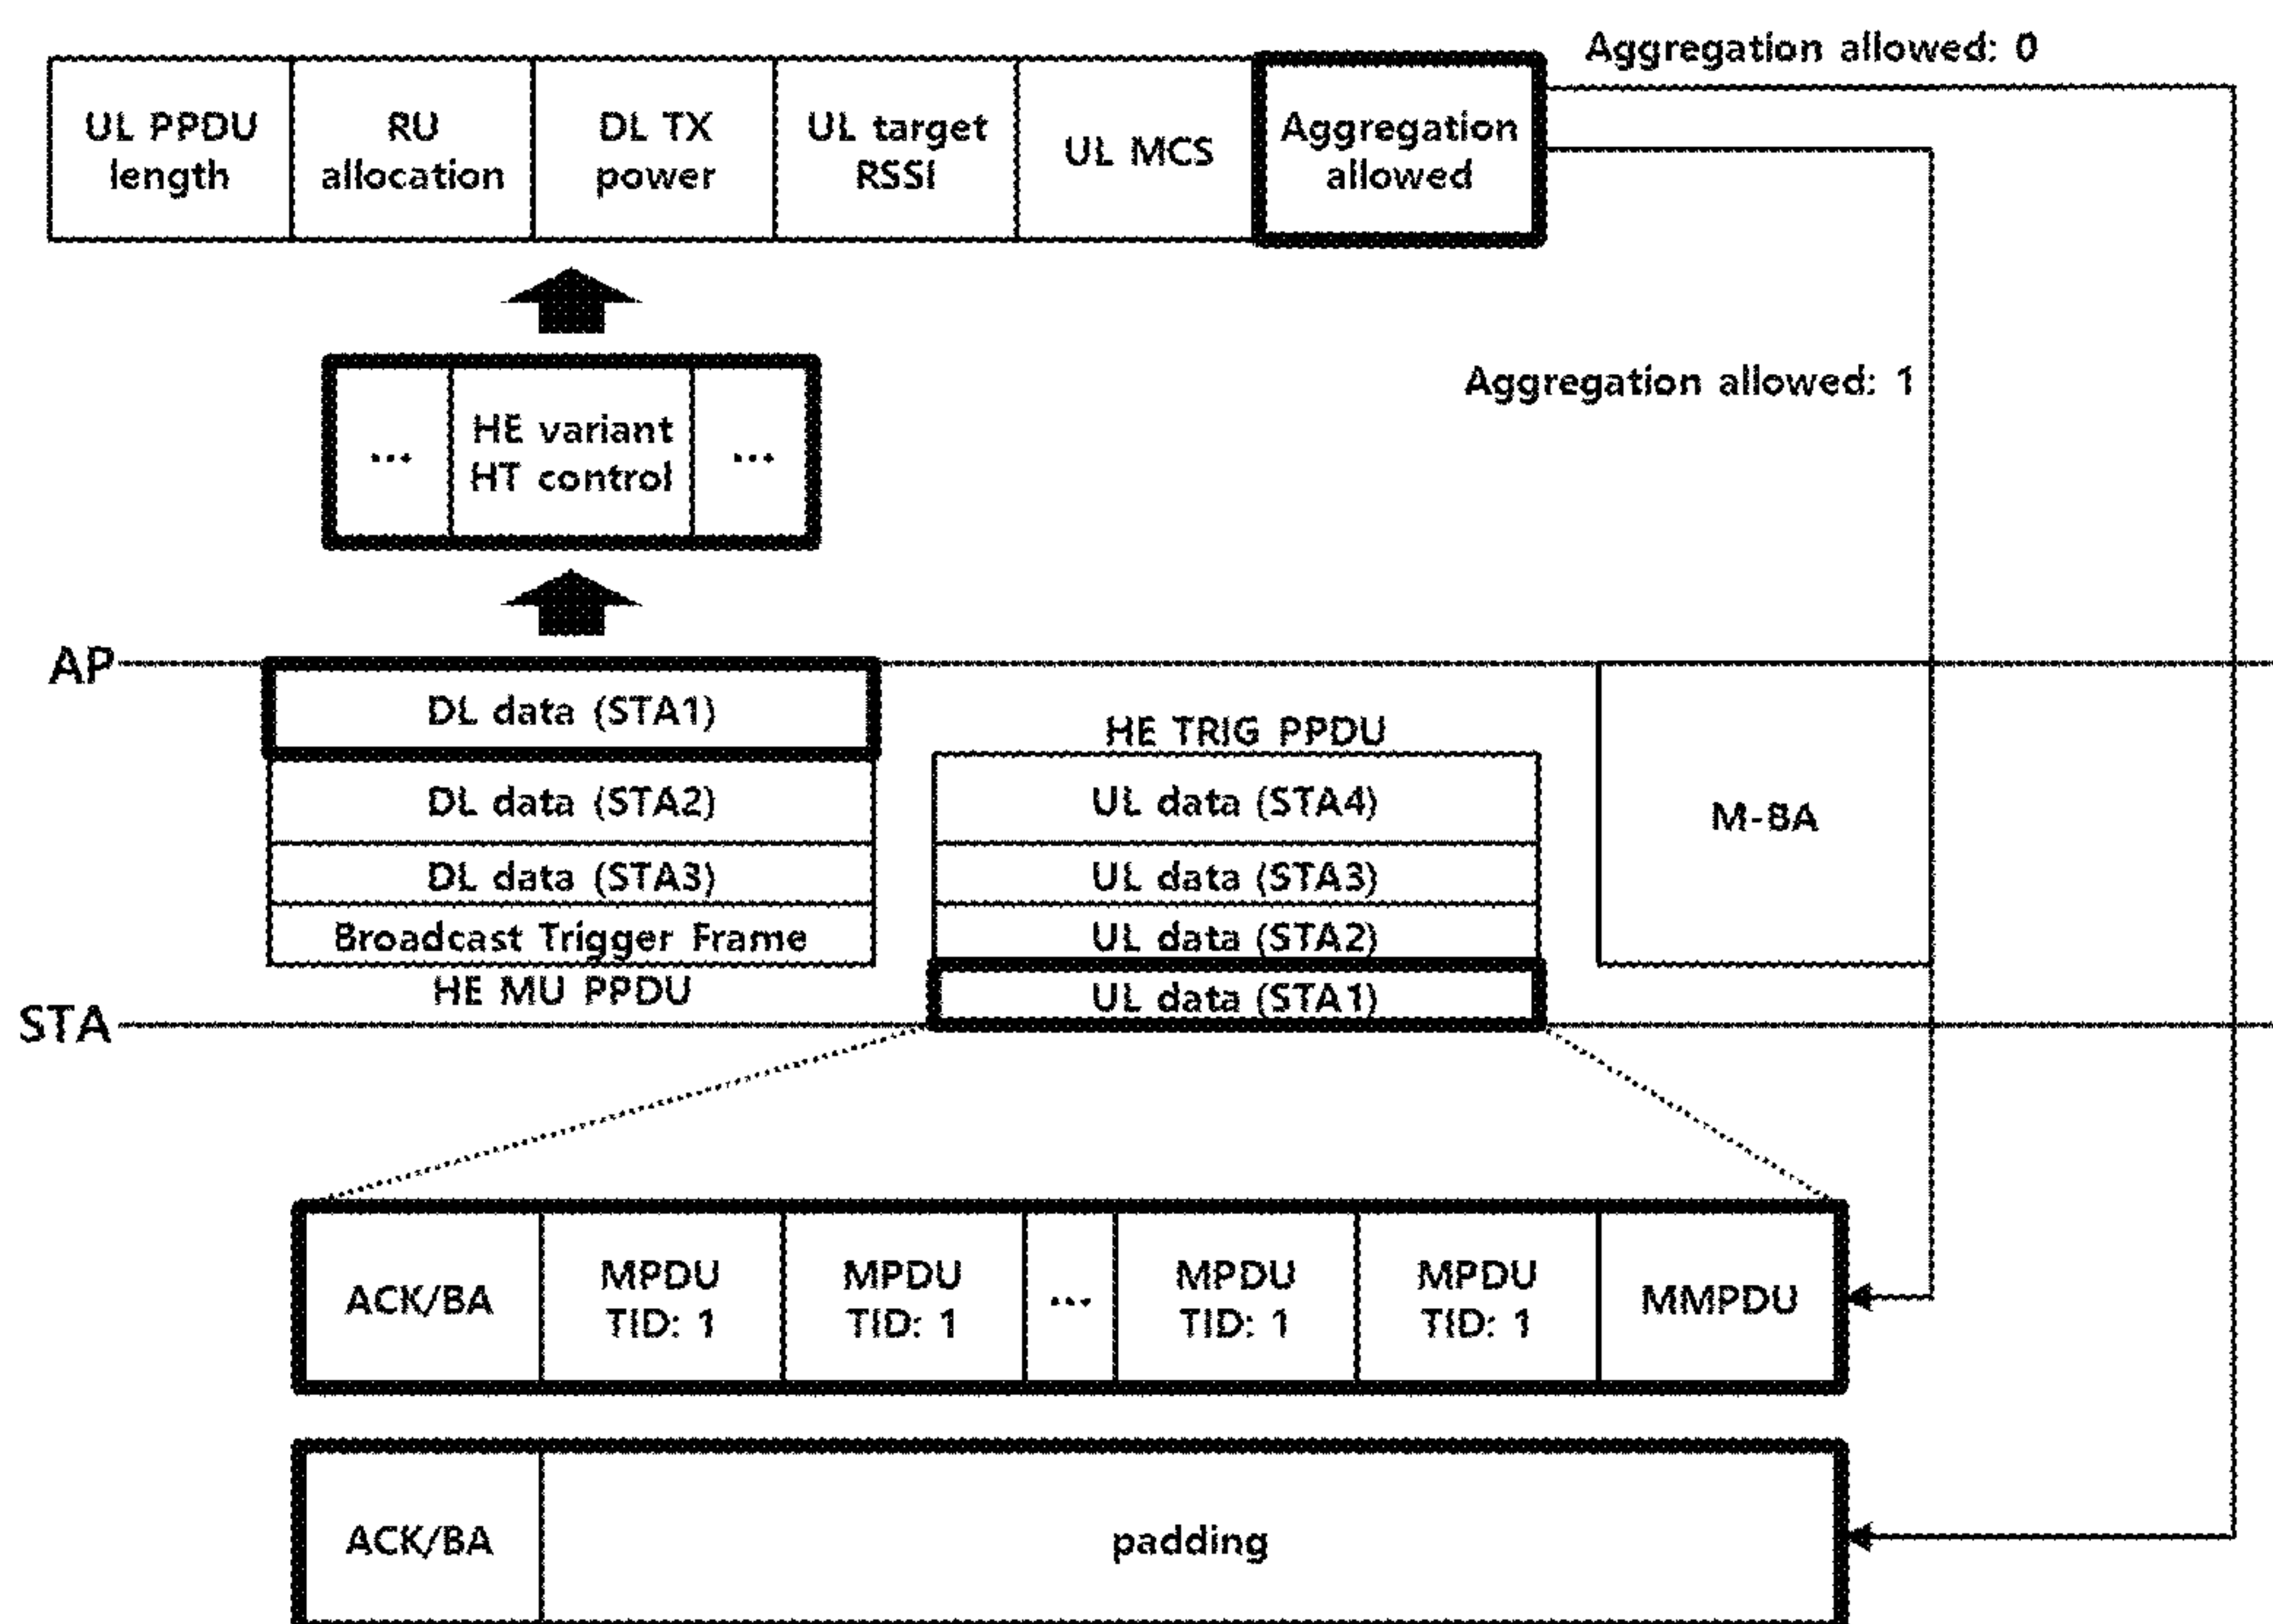 Aggregation allowed: 0
UL PPDU
length
RU
allocation
DL TX
power
UL target
RSSI
UL MCS
Aggregation
allowed
Aggregation allowed: 1
...
HE variant
HT control
...
AP
DL data (STA1)
DL data (STA2)
DL data (STA3)
Broadcast Trigger Frame
HE MU PPDU
HE TRIG PPDU
UL data (STA4)
UL data (STA3)
UL data (STA2)
UL data (STA1)
M-BA
STA
ACK/BA
MPDU
TID: 1
MPDU
TID: 1
...
MPDU
TID: 1
MPDU
TID: 1
MMPDU
ACK/BA
padding